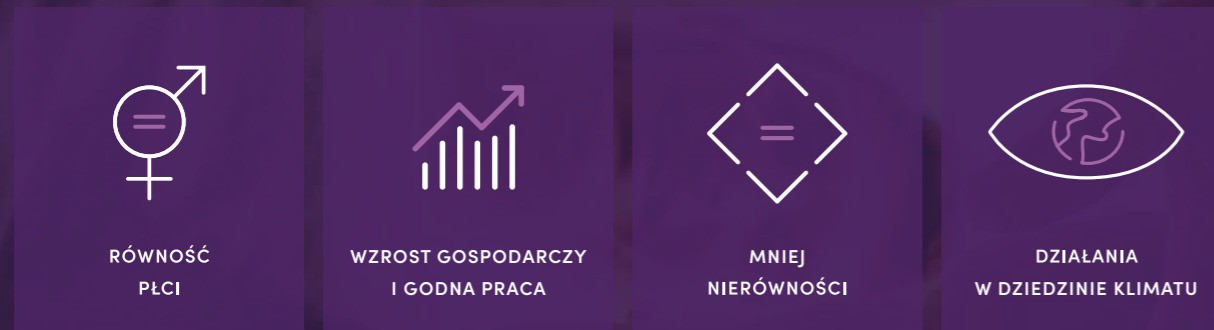 RÓWNOŚĆ
PŁCI
WZROST GOSPODARCZY
I GODNA PRACA
MNIEJ
NIERÓWNOŚCI
DZIAŁANIA
W DZIEDZINIE KLIMATU